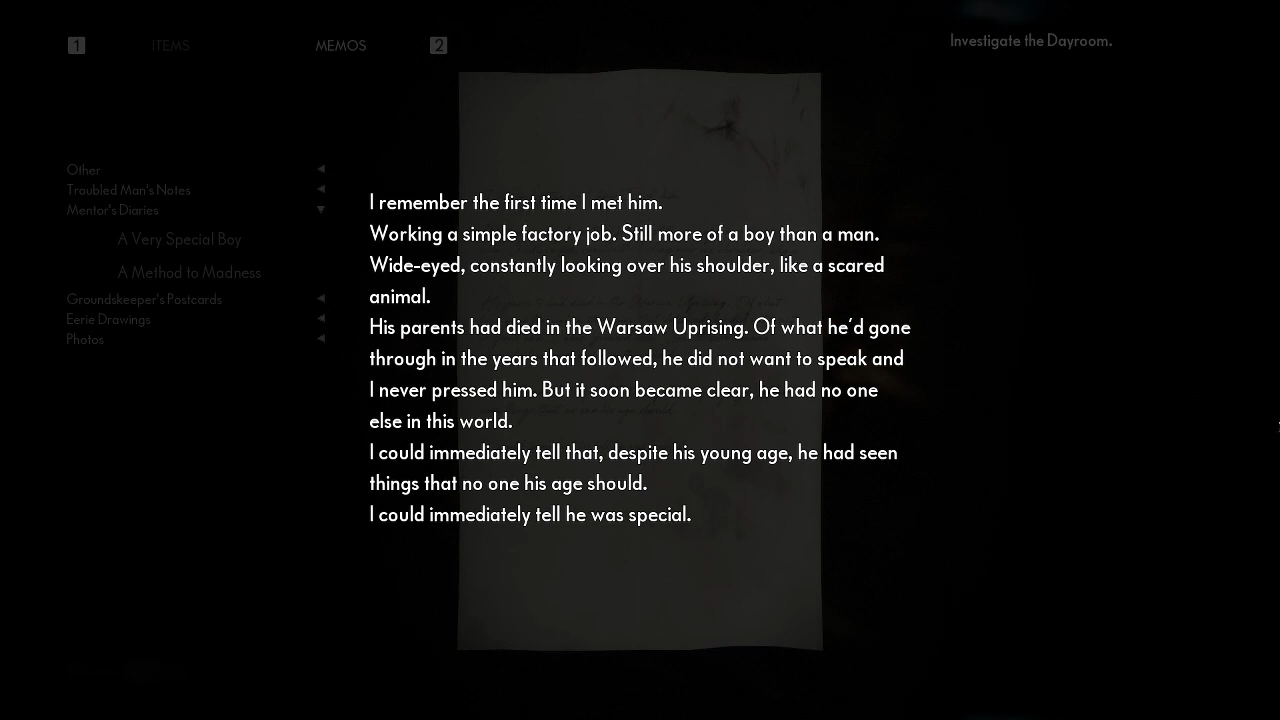 1
ITEMS
MEMOS
2
Investigate the Dayroom.
Other
Troubled Man's Notes
Mentor's Diaries
A Very Special Boy
A Method to Madness
Groundskeeper's Postcards
Eerie Drawings
Photos
I remember the first time I met him.
Working a simple factory job. Still more of a boy than a man.
Wide-eyed, constantly looking over his shoulder, like a scared
animal.
His parents had died in the Warsaw Uprising. Of what he'd gone
through in the years that followed, he did not want to speak and
I never pressed him. But it soon became clear, he had no one
else in this world.
I could immediately tell that, despite his young age, he had seen
things that no one his age should.
I could immediately tell he was special.